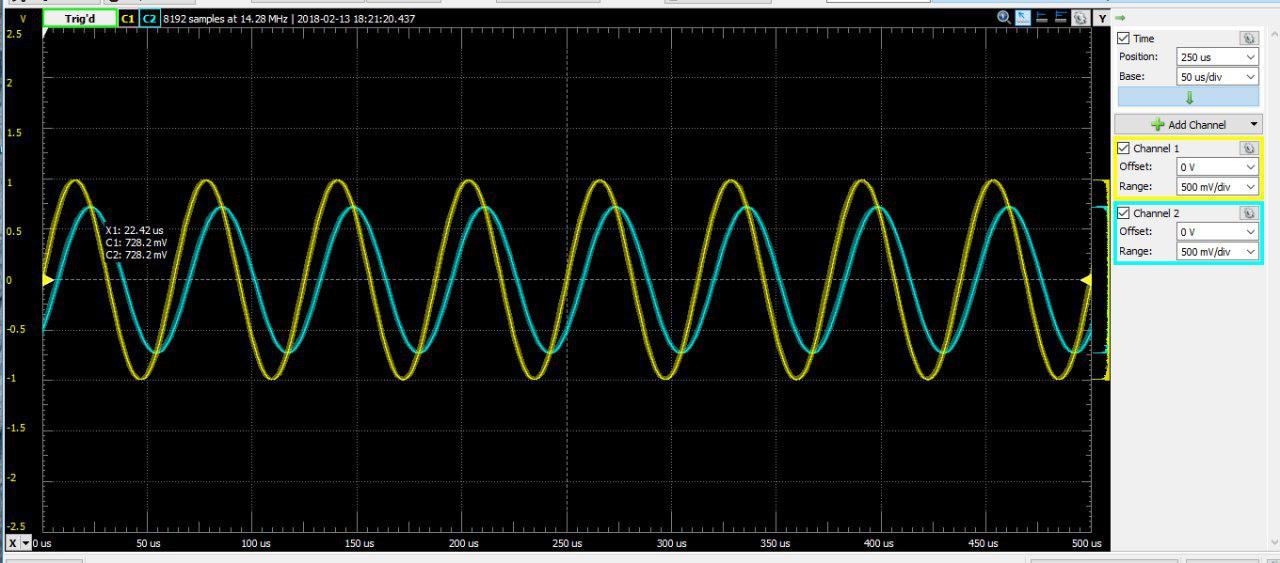 V Trig'd C1 C2 8192 samples at 14.28 MHz | 2018-02-13 18:21:20.437 Y
2.5
2
1.5
1
0.5
0
-0.5
-1
-1.5
-2
-2.5
X1: 22.42 us
C1: 728.2 mV
C2: 728.2 mV
X 0 us 50 us 100 us 150 us 200 us 250 us 300 us 350 us 400 us 450 us 500 us
Time
Position: 250 us
Base: 50 us/div
Add Channel
Channel 1
Offset: 0 V
Range: 500 mV/div
Channel 2
Offset: 0 V
Range: 500 mV/div